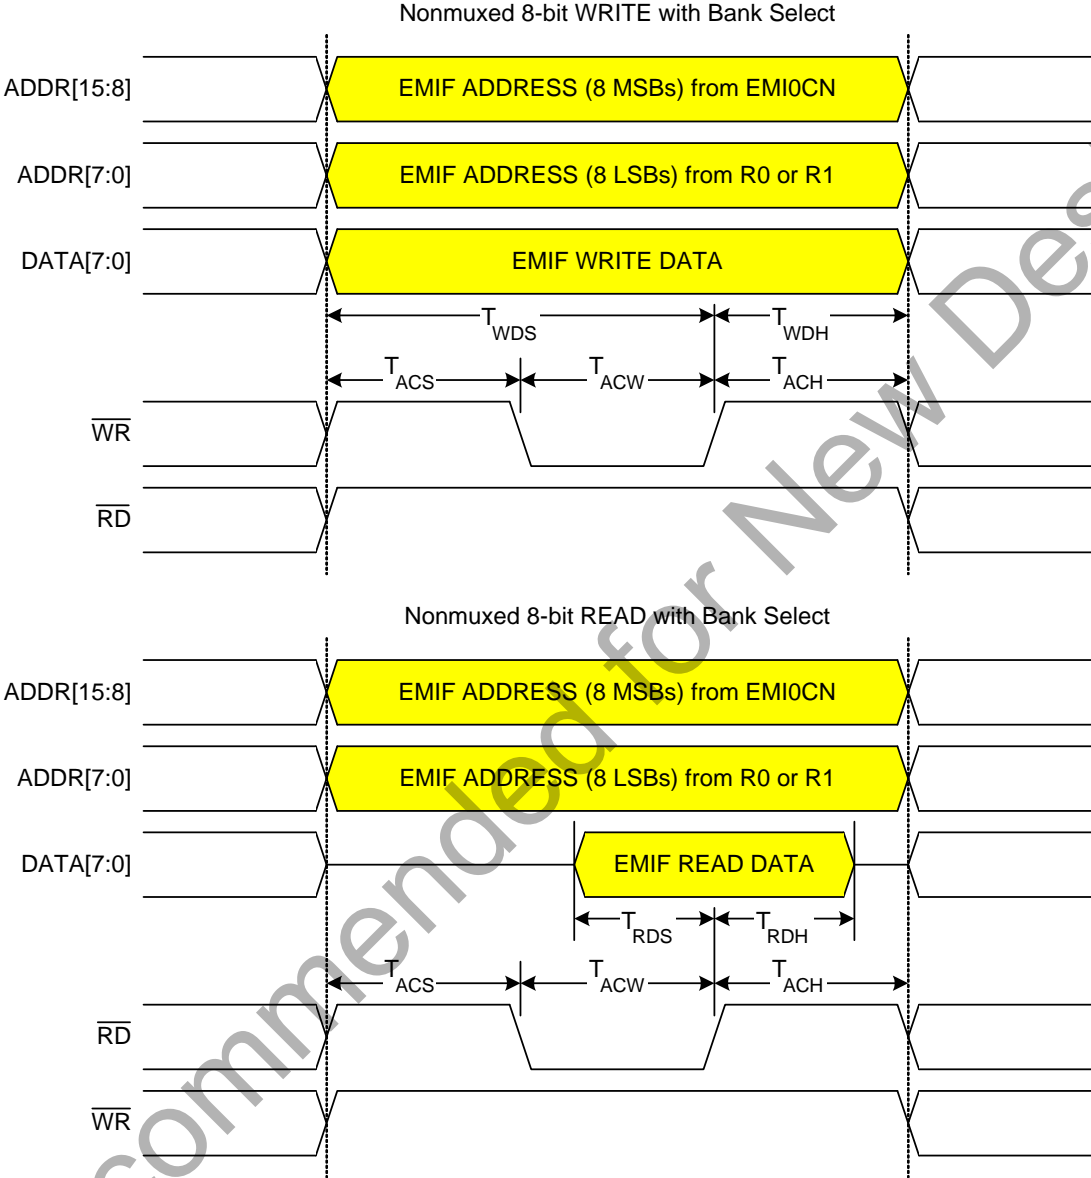 Nonmuxed 8-bit WRITE with Bank Select
ADDR[15:8]
EMIF ADDRESS (8 MSBs) from EMI0CN
ADDR[7:0]
EMIF ADDRESS (8 LSBs) from R0 or R1
DATA[7:0]
EMIF WRITE DATA
TWDS TWDH
TACS TACW TACH
WR
RD
Nonmuxed 8-bit READ with Bank Select
ADDR[15:8]
EMIF ADDRESS (8 MSBs) from EMI0CN
ADDR[7:0]
EMIF ADDRESS (8 LSBs) from R0 or R1
DATA[7:0]
EMIF READ DATA
TRDS TRDH
TACS TACW TACH
RD
WR
commended for New Des